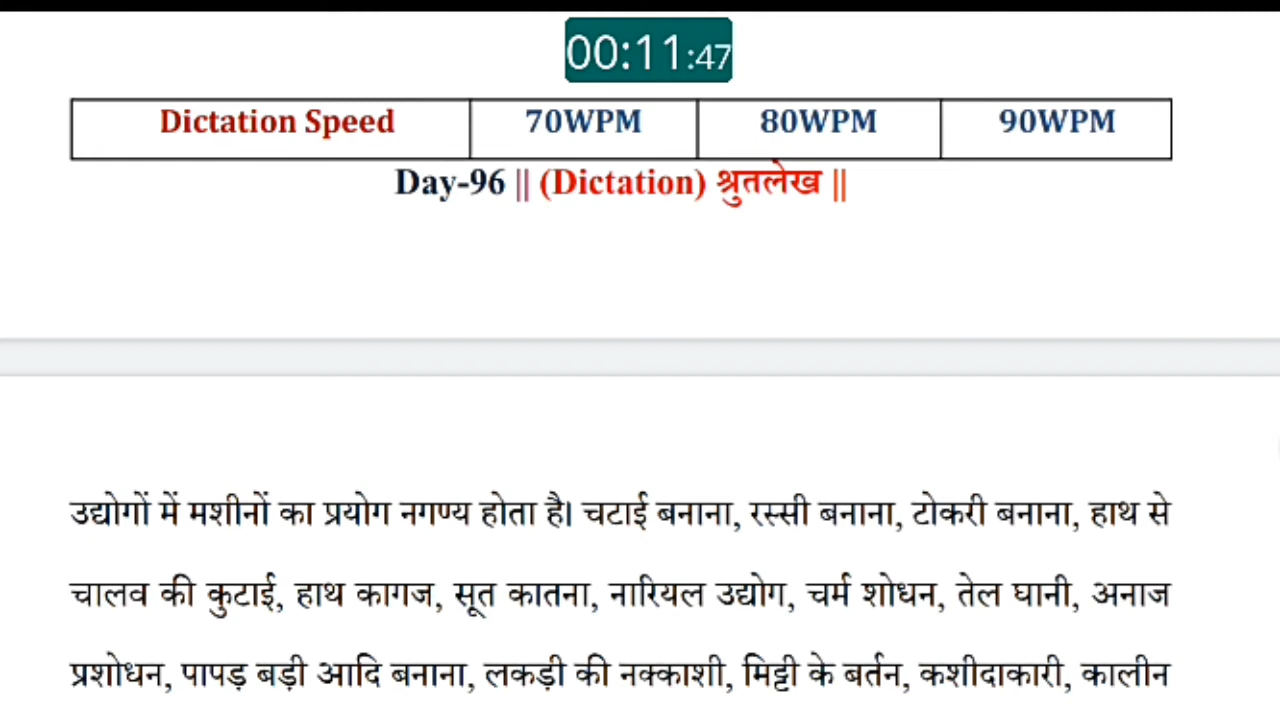 00:11:47
Dictation Speed 70WPM 80WPM 90WPM
Day-96 || (Dictation) श्रुतलेख ||
उद्योगों में मशीनों का प्रयोग नगण्य होता है। चटाई बनाना, रस्सी बनाना, टोकरी बनाना, हाथ से
चालव की कुटाई, हाथ कागज, सूत कातना, नारियल उद्योग, चर्म शोधन, तेल घानी, अनाज
प्रशोधन, पापड़ बड़ी आदि बनाना, लकड़ी की नक्काशी, मिट्टी के बर्तन, कशीदाकारी, कालीन